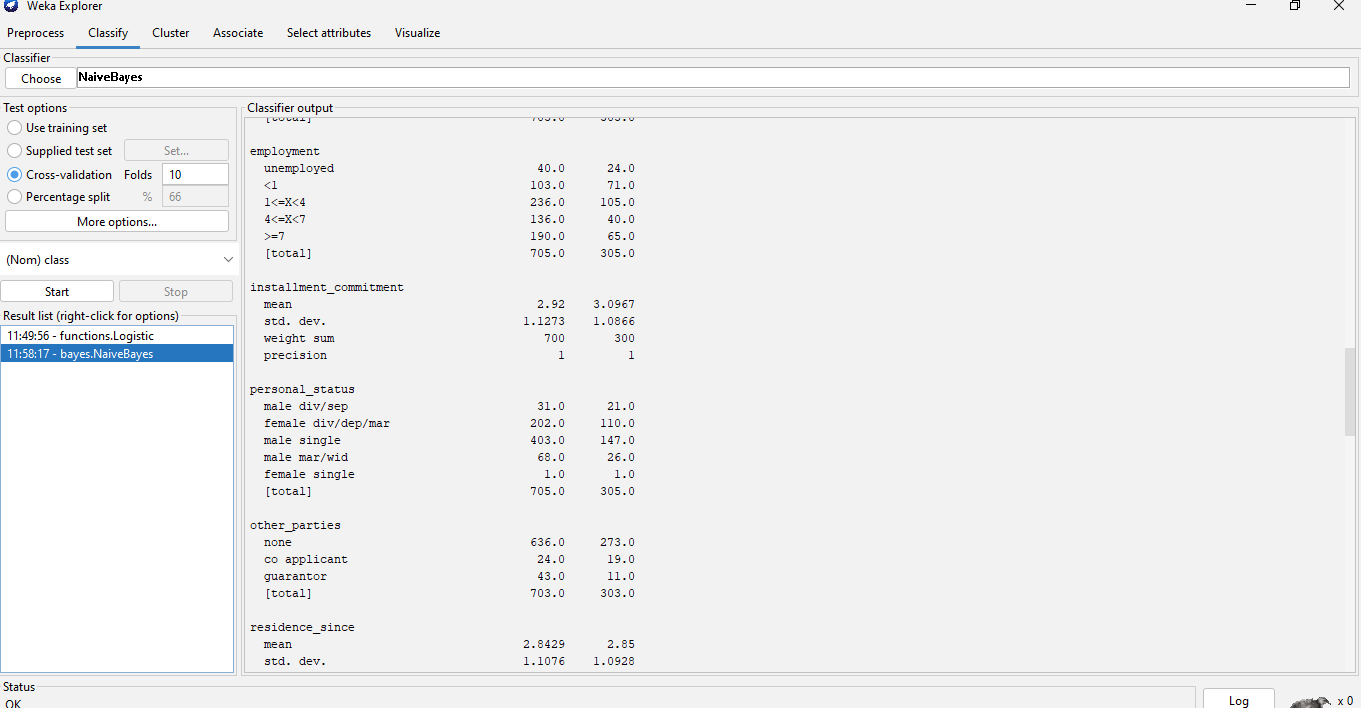 Weka Explorer
Preprocess Classify Cluster Associate Select attributes Visualize
Classifier
Choose NaiveBayes
Test options
Use training set
Supplied test set Set...
Cross-validation Folds 10
Percentage split % 66
More options...
(Nom) class
Start Stop
Result list (right-click for options)
11:49:56 - functions.Logistic
11:58:17 - bayes.NaiveBayes
Classifier output
[total] 703.0 303.0
employment
unemployed 40.0 24.0
<1 103.0 71.0
1<=X<4 236.0 105.0
4<=X<7 136.0 40.0
>=7 190.0 65.0
[total] 705.0 305.0
installment_commitment
mean 2.92 3.0967
std. dev. 1.1273 1.0866
weight sum 700 300
precision 1 1
personal_status
male div/sep 31.0 21.0
female div/dep/mar 202.0 110.0
male single 403.0 147.0
male mar/wid 68.0 26.0
female single 1.0 1.0
[total] 705.0 305.0
other_parties
none 636.0 273.0
co applicant 24.0 19.0
guarantor 43.0 11.0
[total] 703.0 303.0
residence_since
mean 2.8429 2.85
std. dev. 1.1076 1.0928
Status
OK
Log
x 0